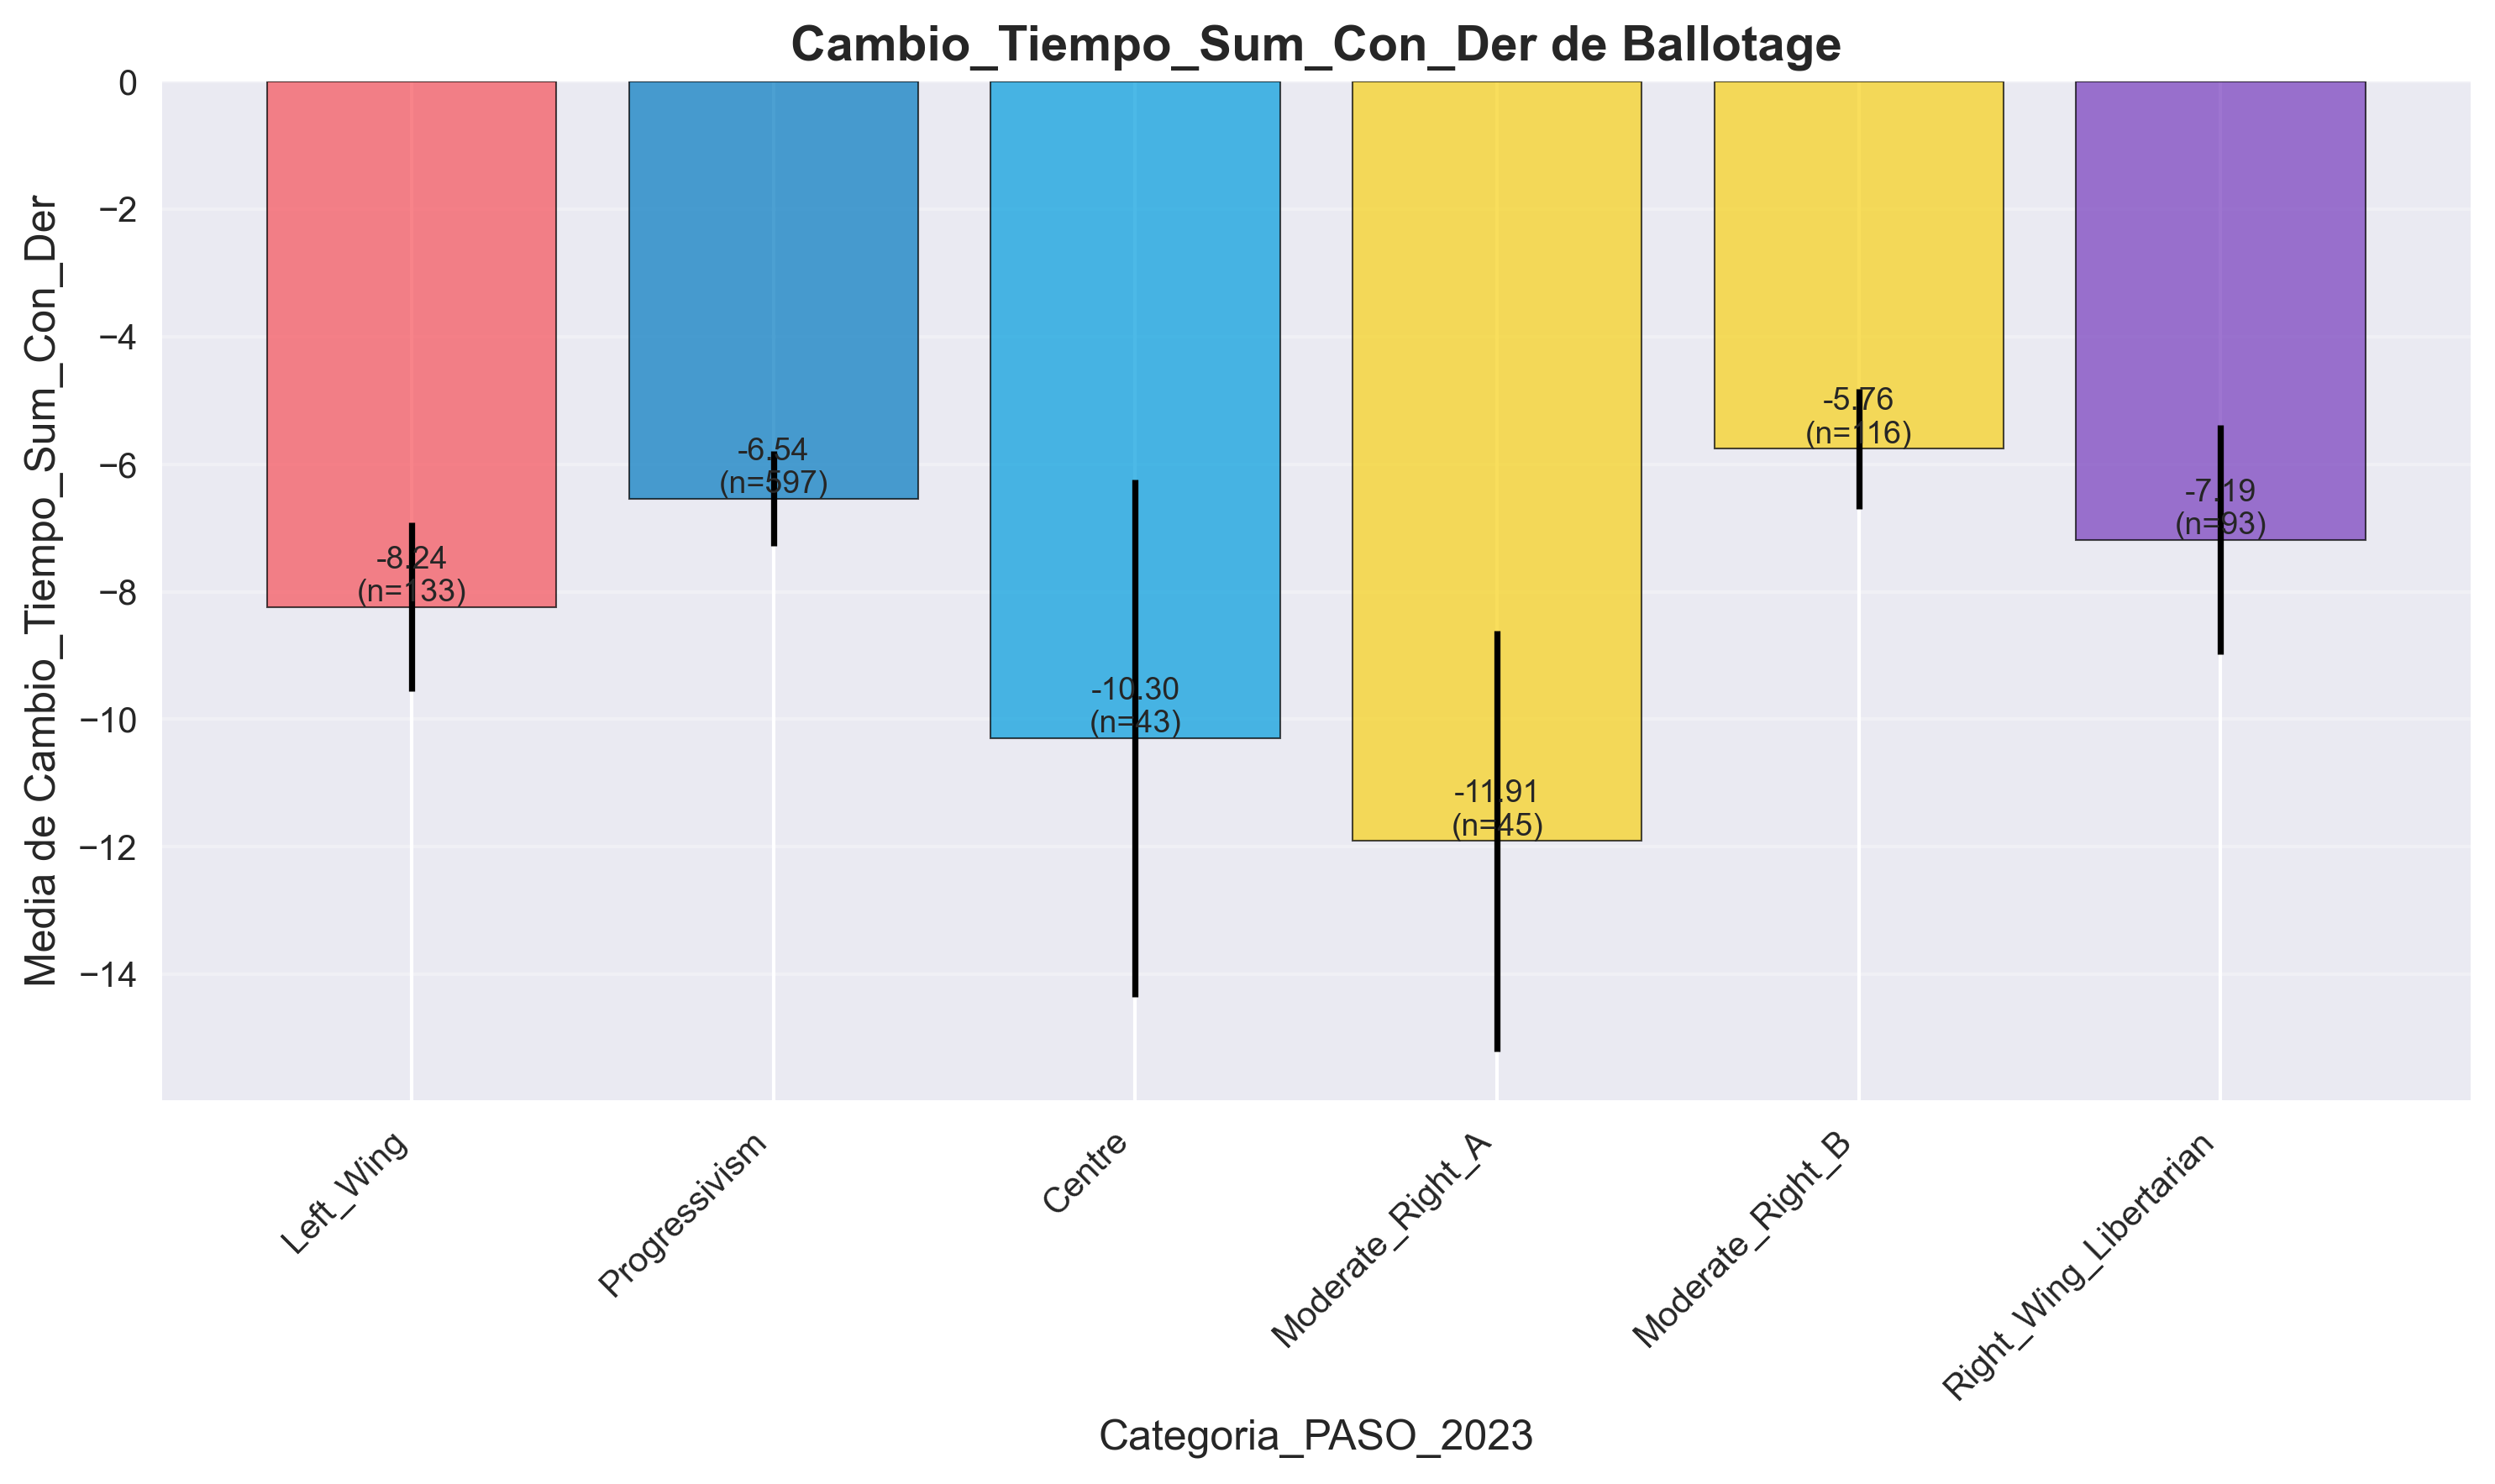 Cambio_Tiempo_Sum_Con_Der de Ballotage
Media de Cambio_Tiempo_Sum_Con_Der
0
−2
−4
−6
−8
−10
−12
−14
-8.24
(n=133)
-6.54
(n=597)
-10.30
(n=43)
-11.91
(n=45)
-5.76
(n=116)
-7.19
(n=93)
Left_Wing
Progressivism
Centre
Moderate_Right_A
Moderate_Right_B
Right_Wing_Libertarian
Categoria_PASO_2023